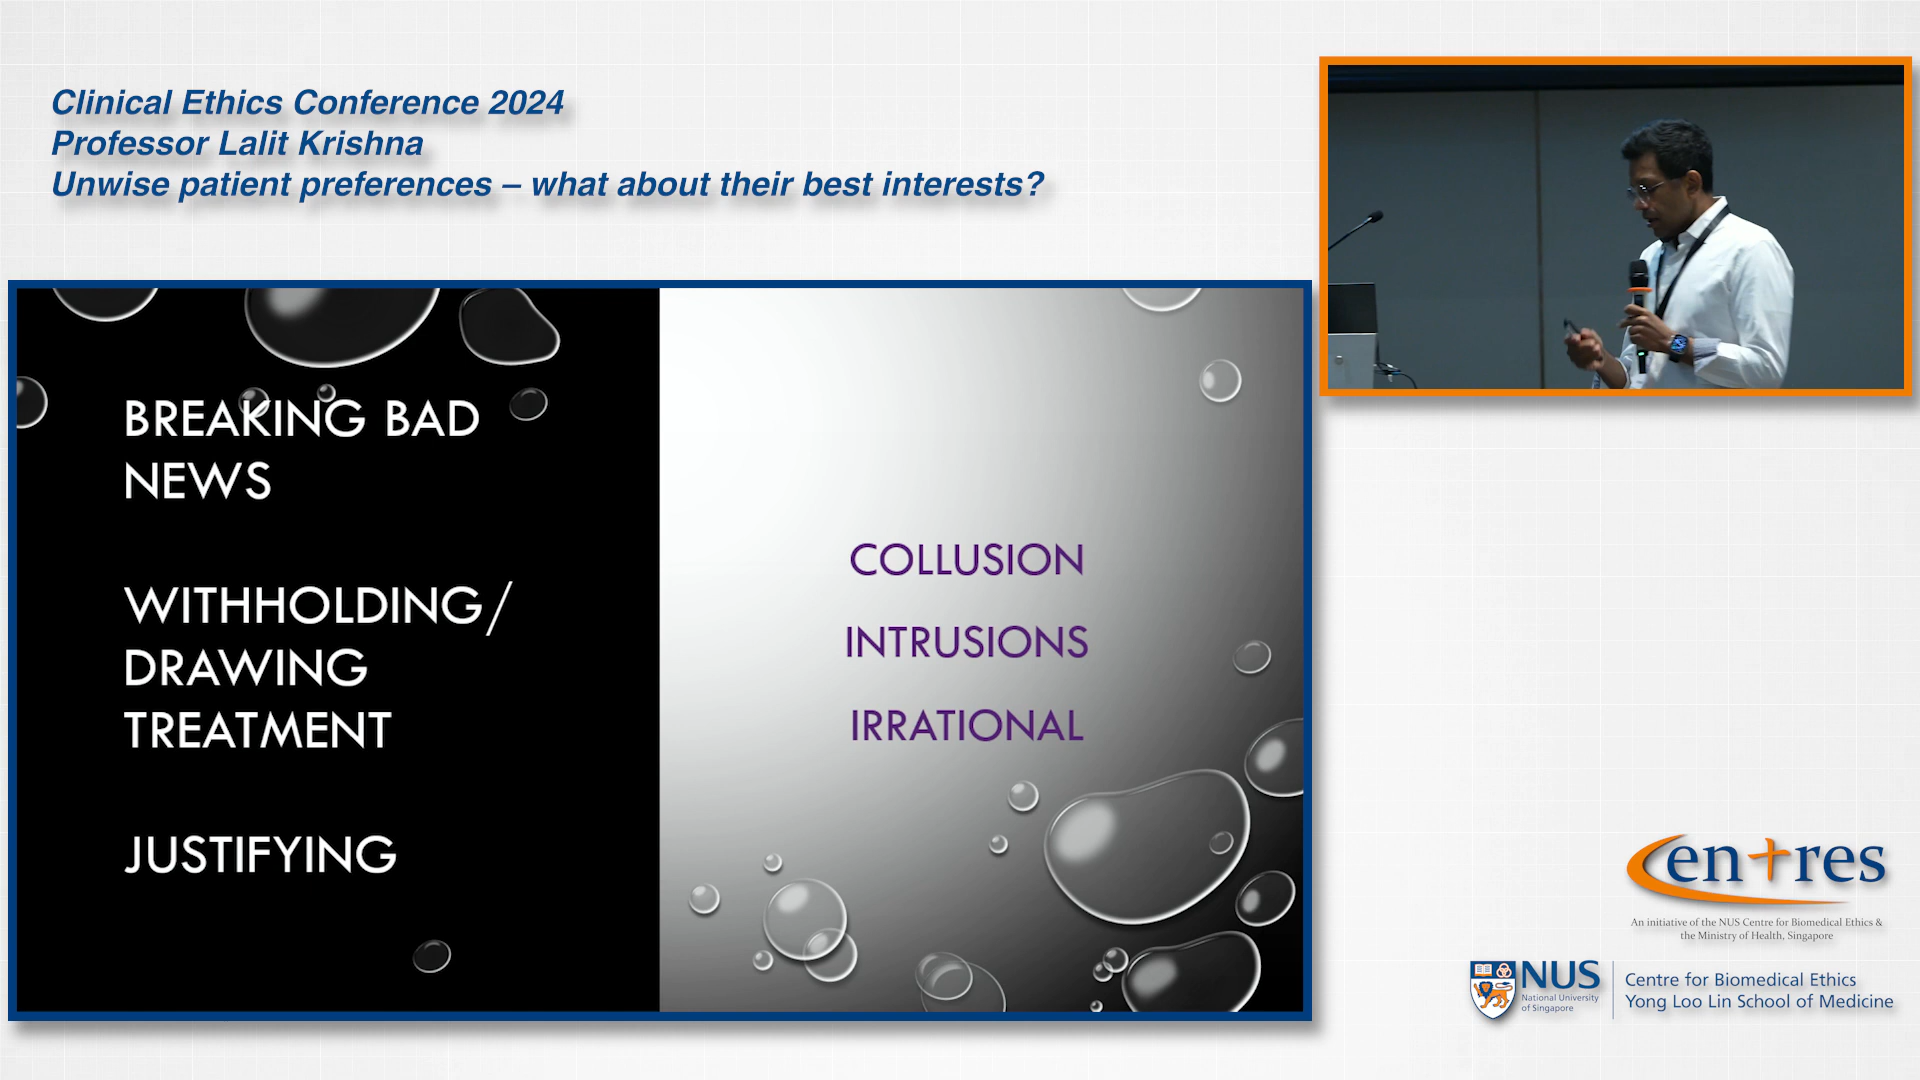 Clinical Ethics Conference 2024
Professor Lalit Krishna
Unwise patient preferences – what about their best interests?
BREAKING BAD
NEWS
WITHHOLDING/
DRAWING
TREATMENT
JUSTIFYING
COLLUSION
INTRUSIONS
IRRATIONAL
Centres
An initiative of the NUS Centre for Biomedical Ethics &
the Ministry of Health, Singapore
NUS
National University
of Singapore
Centre for Biomedical Ethics
Yong Loo Lin School of Medicine